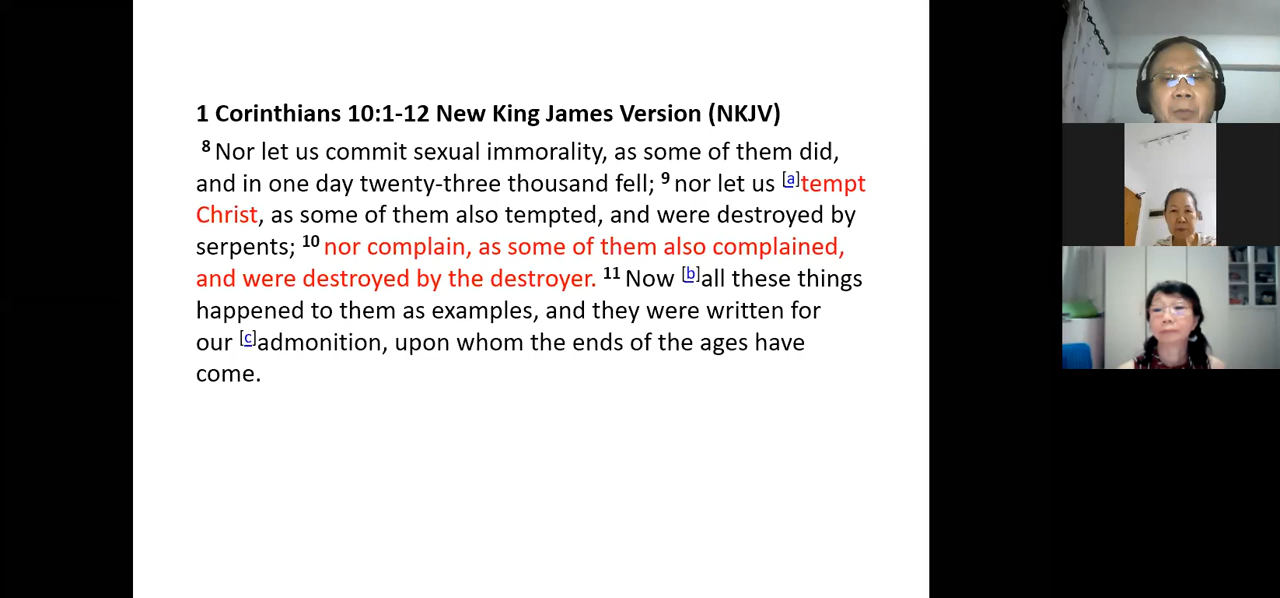 1 Corinthians 10:1-12 New King James Version (NKJV)
8 Nor let us commit sexual immorality, as some of them did,
and in one day twenty-three thousand fell; 9 nor let us [a]tempt
Christ, as some of them also tempted, and were destroyed by
serpents; 10 nor complain, as some of them also complained,
and were destroyed by the destroyer. 11 Now [b]all these things
happened to them as examples, and they were written for
our [c]admonition, upon whom the ends of the ages have
come.